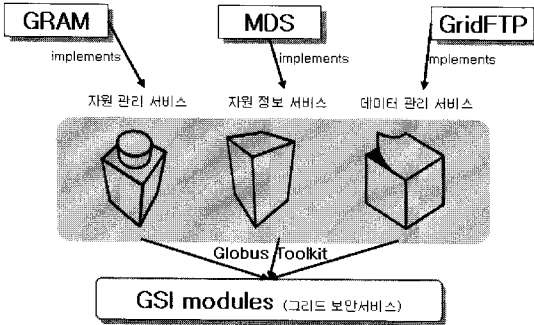 GRAM MDS GridFTP
implements implements implements
자원 관리 서비스 자원 정보 서비스 데이터 관리 서비스
Globus Toolkit
GSI modules (그리드 보안서비스)